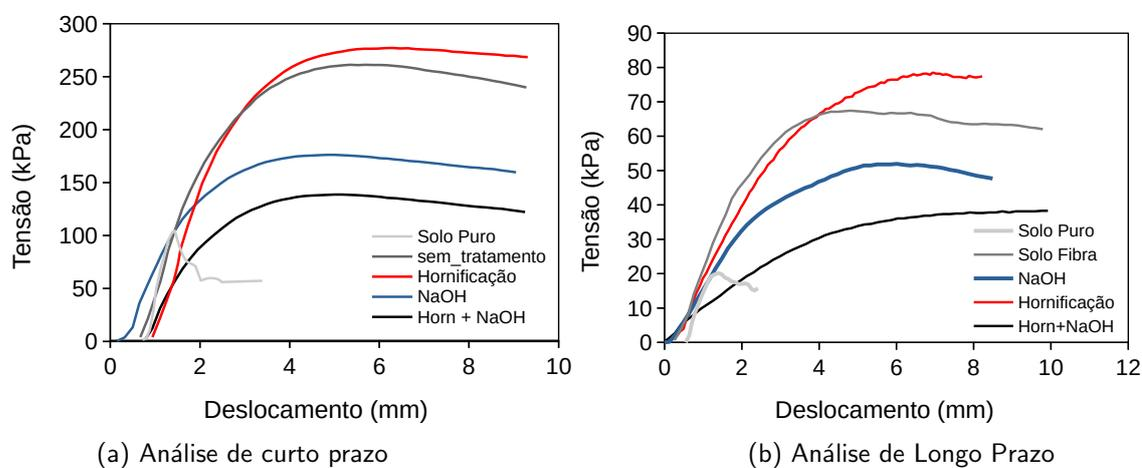 300
250
200
150
100
50
0
Tensão (kPa)
0 2 4 6 8 10
Deslocamento (mm)
Solo Puro
sem_tratamento
Hornificação
NaOH
Horn + NaOH
(a) Análise de curto prazo
90
80
70
60
50
40
30
20
10
0
Tensão (kPa)
0 2 4 6 8 10 12
Deslocamento (mm)
Solo Puro
Solo Fibra
NaOH
Hornificação
Horn+NaOH
(b) Análise de Longo Prazo